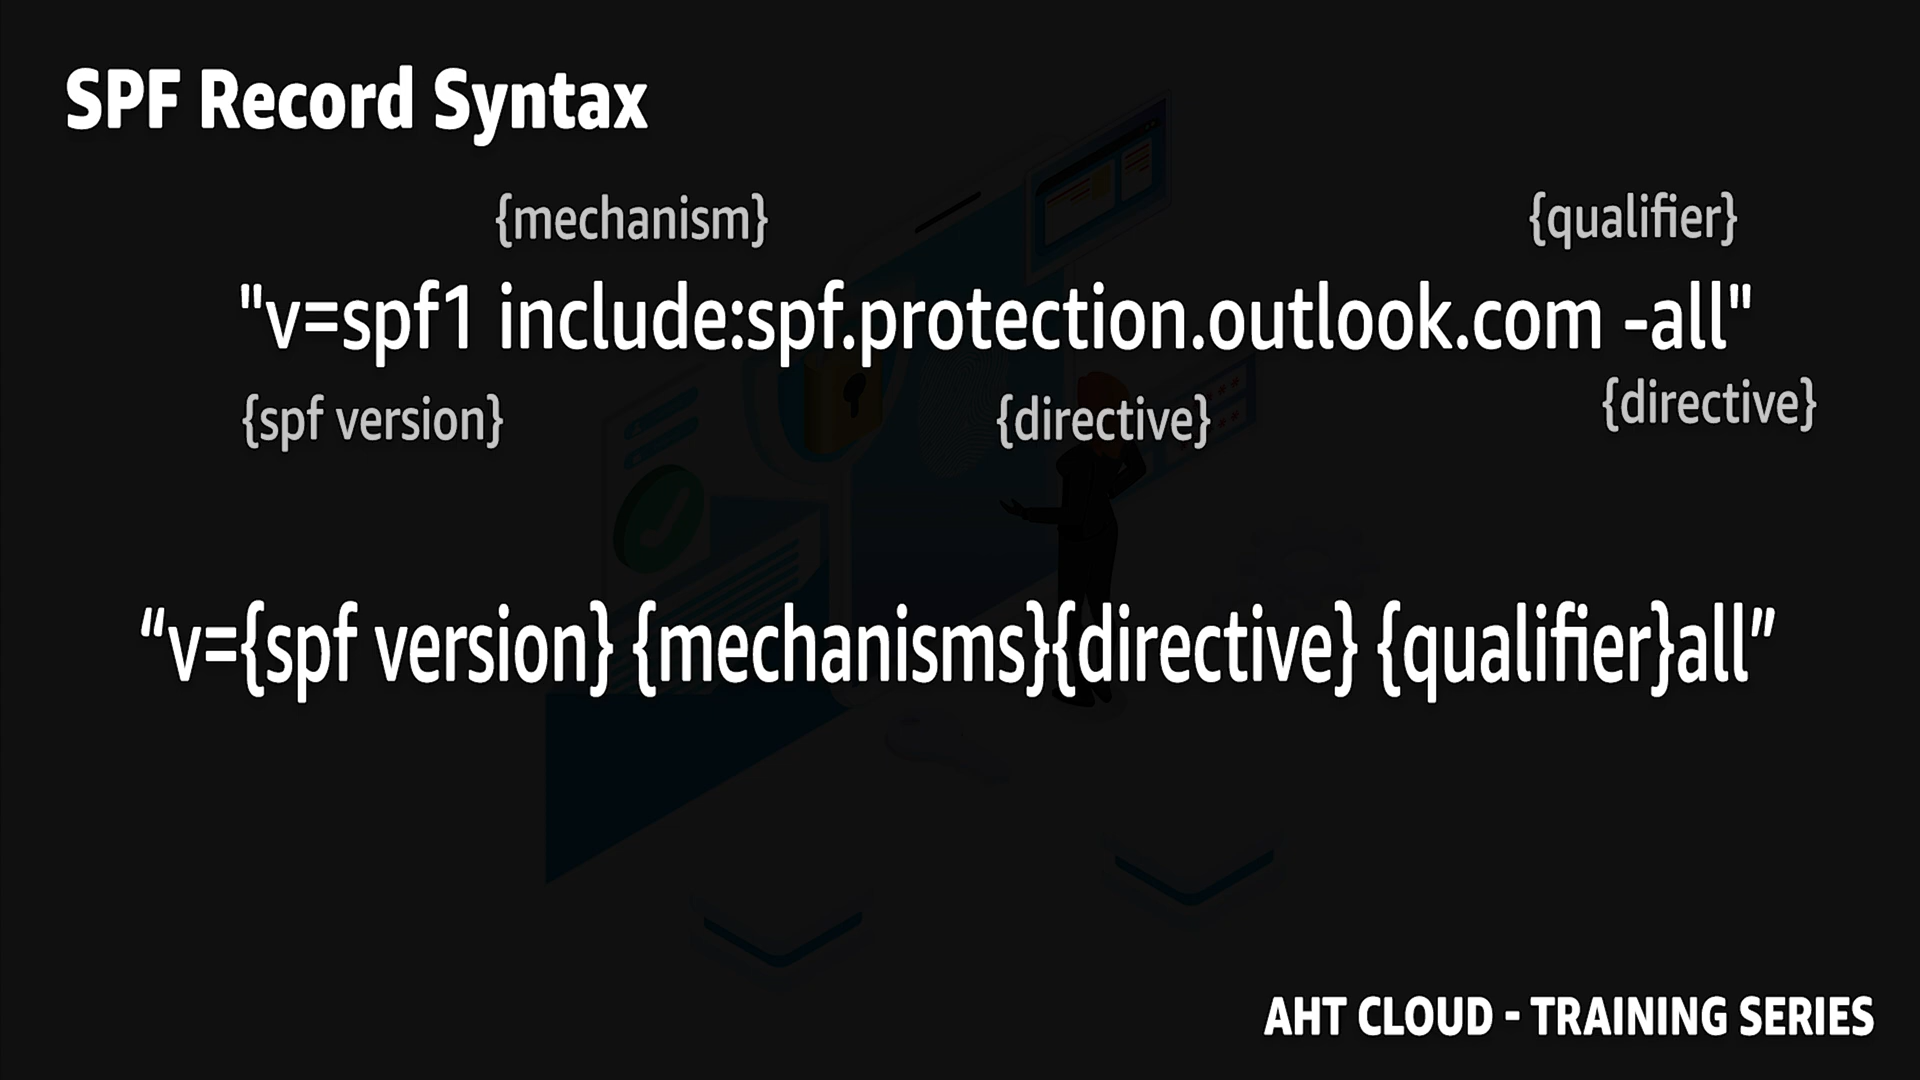 SPF Record Syntax
{mechanism} {qualifier}
"v=spf1 include:spf.protection.outlook.com -all"
{spf version} {directive} {directive}
“v={spf version} {mechanisms}{directive} {qualifier}all”
AHT CLOUD - TRAINING SERIES